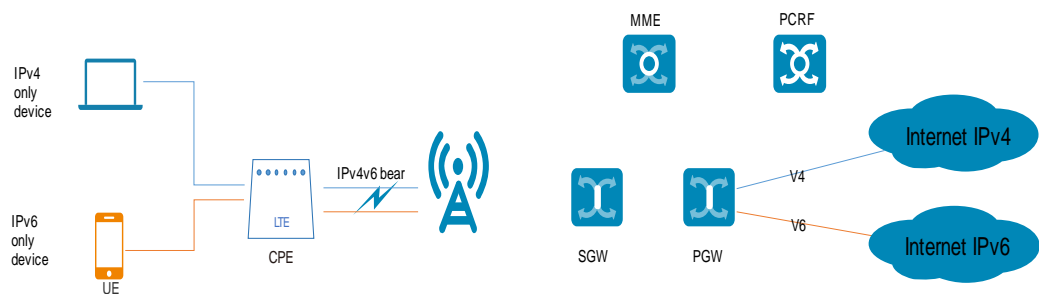 MME
PCRF
IPv4
only
device
Internet IPv4
IPv4v6 bear
V4
LTE
IPv6
only
device
V6
Internet IPv6
CPE
SGW
PGW
UE